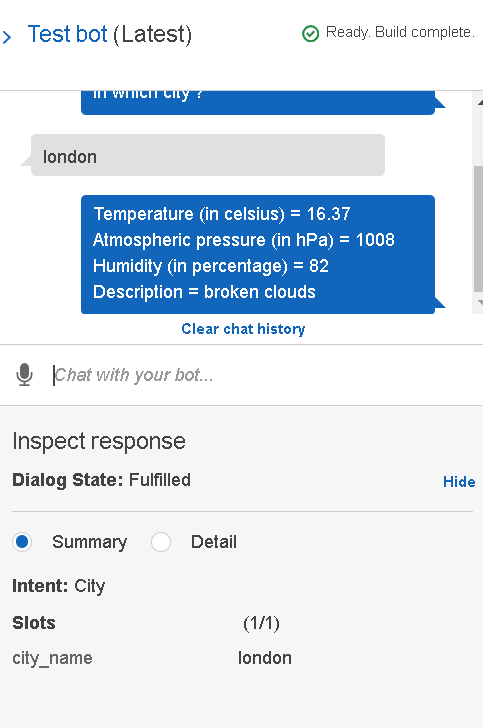 Test bot (Latest)
Ready. Build complete.
in which city ?
london
Temperature (in celsius) = 16.37
Atmospheric pressure (in hPa) = 1008
Humidity (in percentage) = 82
Description = broken clouds
Clear chat history
Chat with your bot...
Inspect response
Dialog State: Fulfilled
Hide
Summary Detail
Intent: City
Slots (1/1)
city_name london